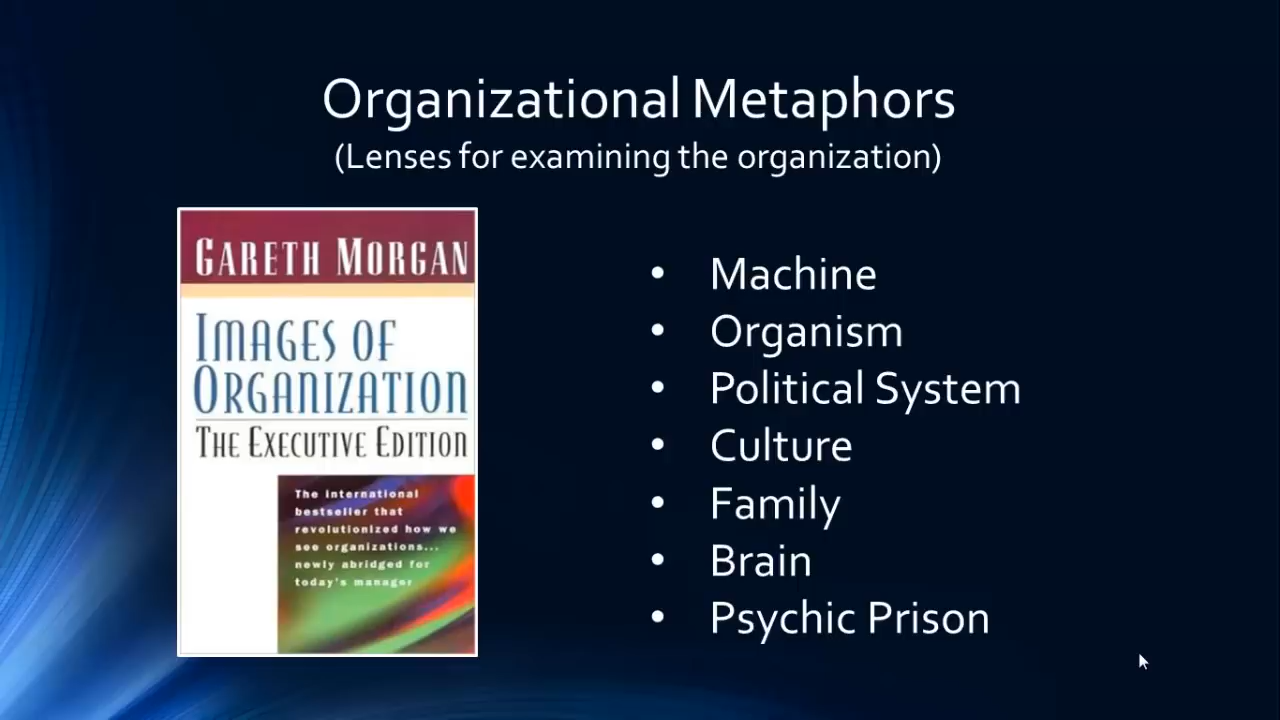 Organizational Metaphors
(Lenses for examining the organization)
GARETH MORGAN
IMAGES OF
ORGANIZATION
THE EXECUTIVE EDITION
The international
bestseller that
revolutionized how we
see organizations...
newly abridged for
today's manager
• Machine
• Organism
• Political System
• Culture
• Family
• Brain
• Psychic Prison